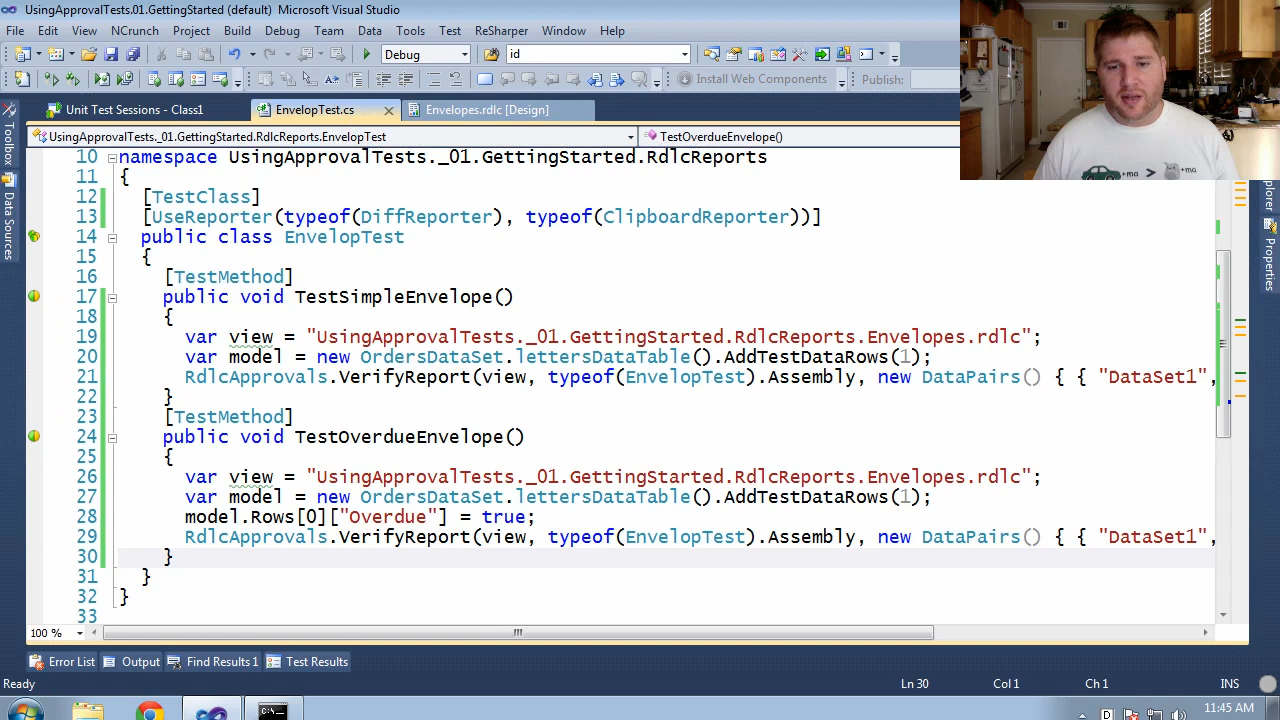 UsingApprovalTests.01.GettingStarted (default) - Microsoft Visual Studio
File Edit View NCrunch Project Build Debug Team Data Tools Test ReSharper Window Help
Debug id
Install Web Components Publish:
Unit Test Sessions - Class1 EnvelopTest.cs Envelopes.rdlc [Design]
UsingApprovalTests._01.GettingStarted.RdlcReports.EnvelopTest TestOverdueEnvelope()
Toolbox
Data Sources
plorer
Properties
10 namespace UsingApprovalTests._01.GettingStarted.RdlcReports
11 {
12 [TestClass]
13 [UseReporter(typeof(DiffReporter), typeof(ClipboardReporter))]
14 public class EnvelopTest
15 {
16 [TestMethod]
17 public void TestSimpleEnvelope()
18 {
19 var view = "UsingApprovalTests._01.GettingStarted.RdlcReports.Envelopes.rdlc";
20 var model = new OrdersDataSet.lettersDataTable().AddTestDataRows(1);
21 RdlcApprovals.VerifyReport(view, typeof(EnvelopTest).Assembly, new DataPairs() { { "DataSet1",
22 }
23 [TestMethod]
24 public void TestOverdueEnvelope()
25 {
26 var view = "UsingApprovalTests._01.GettingStarted.RdlcReports.Envelopes.rdlc";
27 var model = new OrdersDataSet.lettersDataTable().AddTestDataRows(1);
28 model.Rows[0]["Overdue"] = true;
29 RdlcApprovals.VerifyReport(view, typeof(EnvelopTest).Assembly, new DataPairs() { { "DataSet1",
30 }
31 }
32 }
33
100 %
Error List Output Find Results 1 Test Results
Ready Ln 30 Col 1 Ch 1 INS
11:45 AM
+ma > +ma